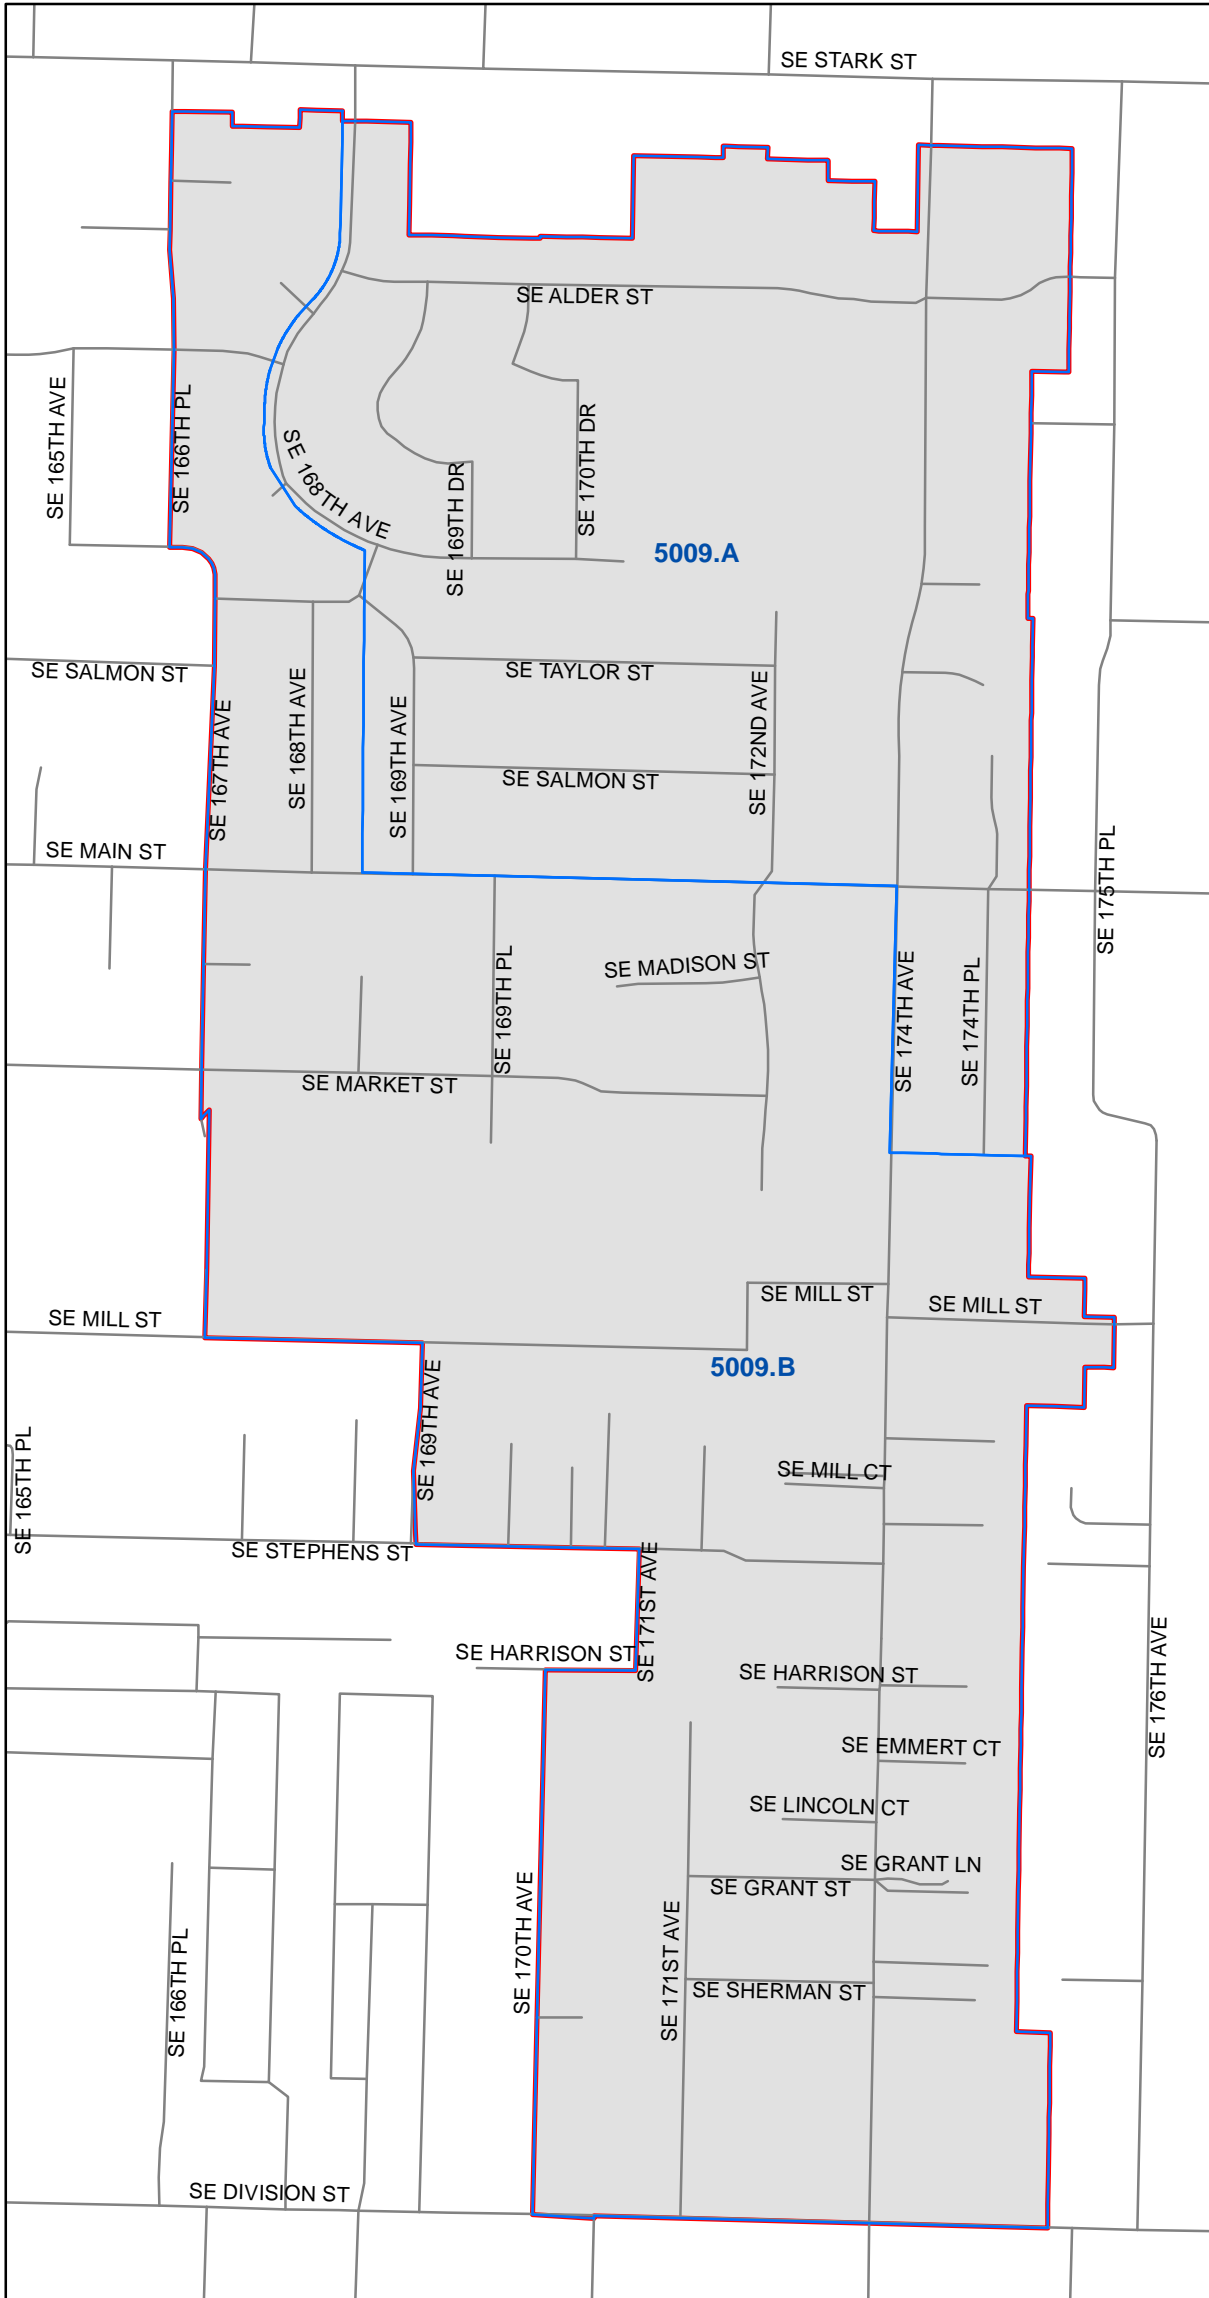 SE STARK ST
SE ALDER ST
SE 165TH AVE
SE 166TH PL
SE 168TH AVE
SE 169TH DR
SE 170TH DR
5009.A
SE SALMON ST
SE TAYLOR ST
SE 167TH AVE
SE 168TH AVE
SE 169TH AVE
SE 172ND AVE
SE SALMON ST
SE MAIN ST
SE 175TH PL
SE 169TH PL
SE MADISON ST
SE 174TH AVE
SE 174TH PL
SE MARKET ST
SE MILL ST
SE MILL ST
SE MILL ST
5009.B
SE 169TH AVE
SE 165TH PL
SE MILL CT
SE STEPHENS ST
SE 171ST AVE
SE HARRISON ST
SE HARRISON ST
SE 176TH AVE
SE EMMERT CT
SE LINCOLN CT
SE GRANT LN
SE GRANT ST
SE 170TH AVE
SE 171ST AVE
SE 166TH PL
SE SHERMAN ST
SE DIVISION ST